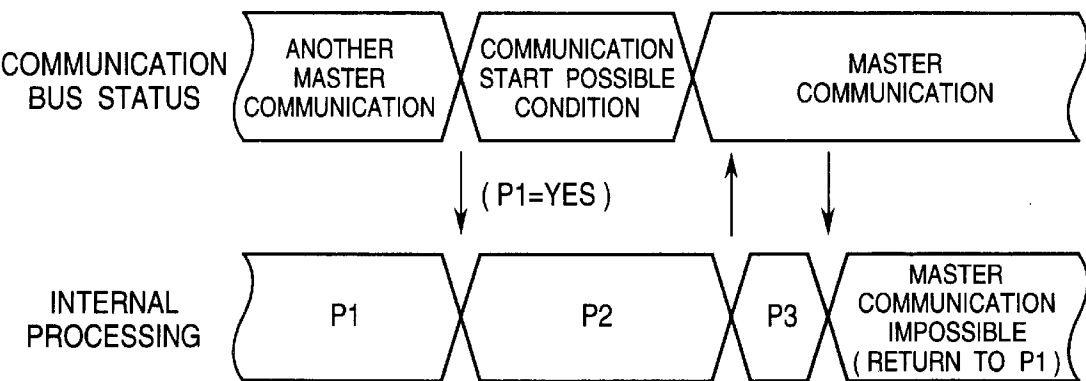 COMMUNICATION
BUS STATUS
ANOTHER
MASTER
COMMUNICATION
COMMUNICATION
START POSSIBLE
CONDITION
MASTER
COMMUNICATION
( P1=YES )
INTERNAL
PROCESSING
P1
P2
P3
MASTER
COMMUNICATION
IMPOSSIBLE
( RETURN TO P1 )